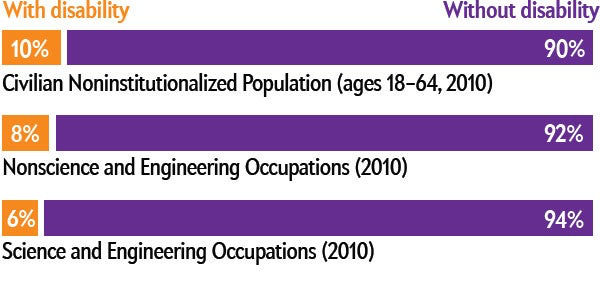 With disability Without disability
10% 90%
Civilian Noninstitutionalized Population (ages 18–64, 2010)
8% 92%
Nonscience and Engineering Occupations (2010)
6% 94%
Science and Engineering Occupations (2010)